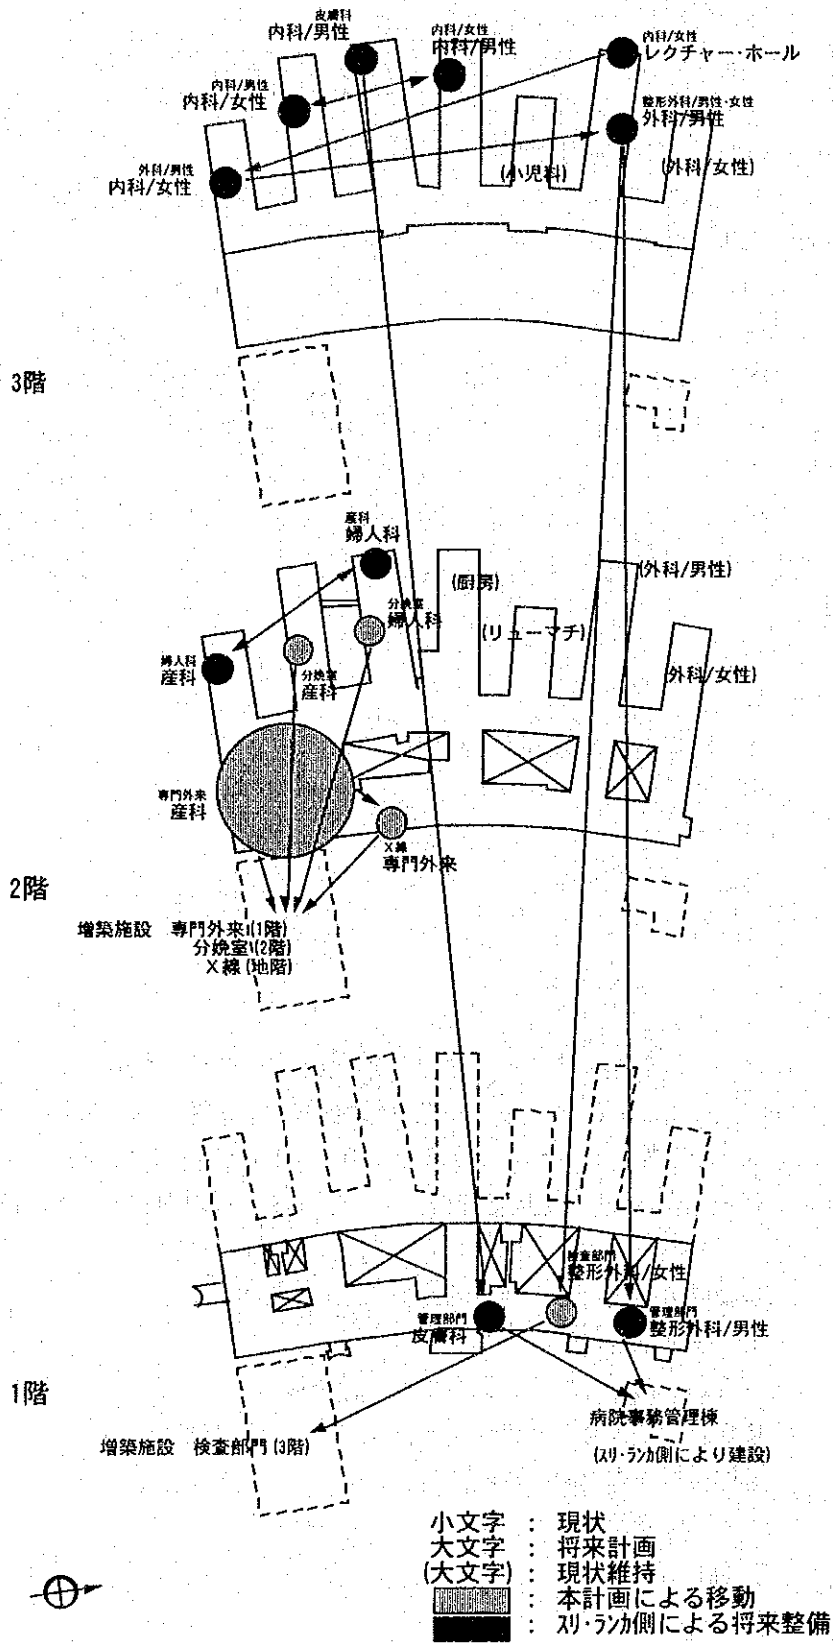 皮膚科
内科/男性
内科/女性
内科/男性
内科/女性
レクチャー・ホール
内科/男性
内科/女性
整形外科/男性・女性
外科/男性
外科/男性
内科/女性
(小児科)
(外科/女性)
3階
産科
婦人科
(厨房)
(外科/男性)
分娩室
婦人科
(リューマチ)
婦人科
産科
分娩室
産科
外科/女性)
専門外来
産科
X線
専門外来
2階
増築施設 専門外来(1階)
分娩室(2階)
X線(地階)
検査部門
整形外科/女性
管理部門
皮膚科
管理部門
整形外科/男性
1階
病院事務管理棟
増築施設 検査部門(3階)
(スリ・ランカ側により建設)
小文字 : 現状
大文字 : 将来計画
(大文字) : 現状維持
: 本計画による移動
: スリ・ランカ側による将来整備